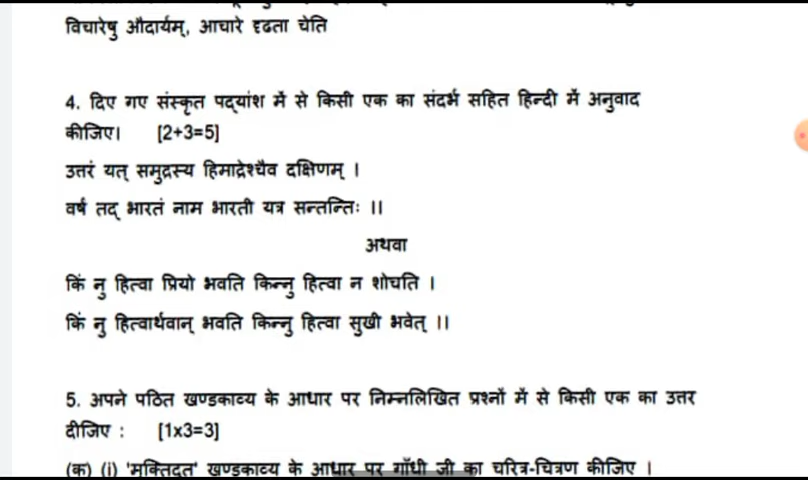 विचारेषु औदार्यम्, आचारे दृढता चेति
4. दिए गए संस्कृत पद्यांश में से किसी एक का संदर्भ सहित हिन्दी में अनुवाद
कीजिए। [2+3=5]
उत्तरं यत् समुद्रस्य हिमाद्रेश्चैव दक्षिणम् ।
वर्ष तद् भारतं नाम भारती यत्र सन्तन्तिः ।।
अथवा
किं नु हित्वा प्रियो भवति किन्नु हित्वा न शोचति ।
किं नु हित्वार्थवान् भवति किन्नु हित्वा सुखी भवेत् ।।
5. अपने पठित खण्डकाव्य के आधार पर निम्नलिखित प्रश्नों में से किसी एक का उत्तर
दीजिए : [1x3=3]
(क) (i) 'मुक्तिदूत' खण्डकाव्य के आधार पर गाँधी जी का चरित्र-चित्रण कीजिए ।